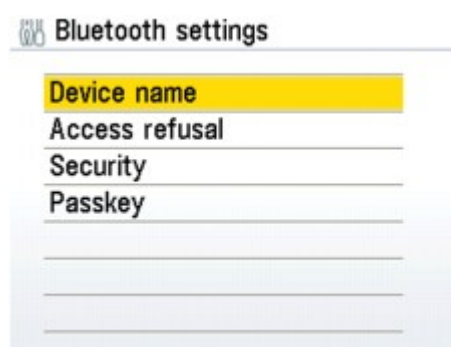 Bluetooth settings
Device name
Access refusal
Security
Passkey